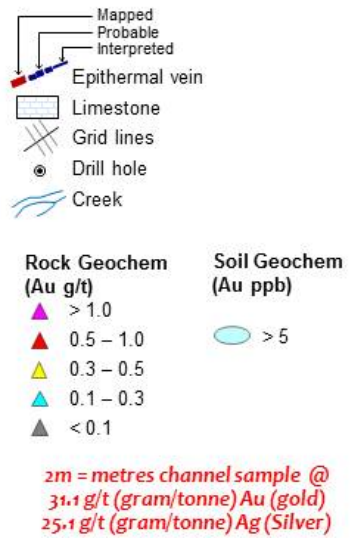 Mapped
Probable
Interpreted
Epithermal vein
Limestone
Grid lines
Drill hole
Creek
Rock Geochem
(Au g/t)
> 1.0
0.5 – 1.0
0.3 – 0.5
0.1 – 0.3
< 0.1
Soil Geochem
(Au ppb)
> 5
2m = metres channel sample @
31.1 g/t (gram/tonne) Au (gold)
25.1 g/t (gram/tonne) Ag (Silver)